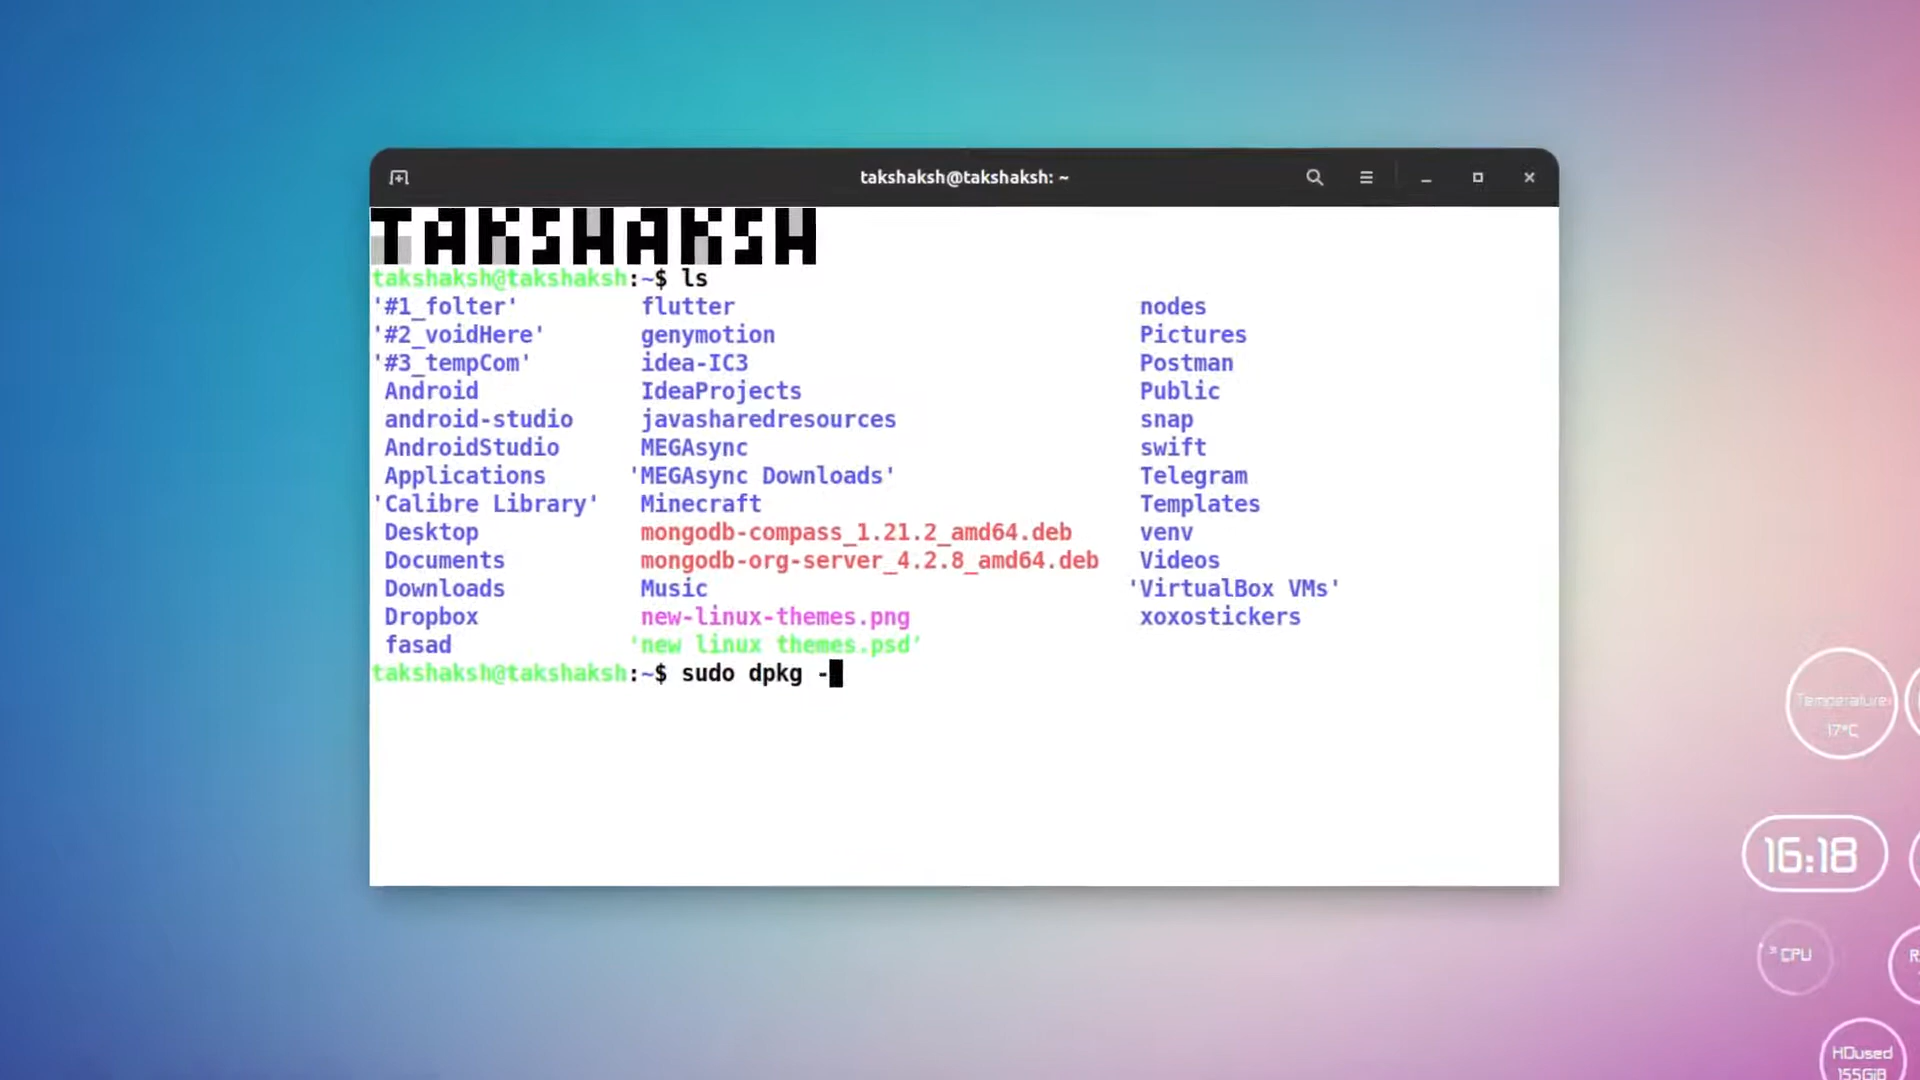 takshaksh@takshaksh: ~
TAKSHAKSH
takshaksh@takshaksh:~$ ls
'#1_folter' flutter nodes
'#2_voidHere' genymotion Pictures
'#3_tempCom' idea-IC3 Postman
Android IdeaProjects Public
android-studio javasharedresources snap
AndroidStudio MEGAsync swift
Applications 'MEGAsync Downloads' Telegram
'Calibre Library' Minecraft Templates
Desktop mongodb-compass_1.21.2_amd64.deb venv
Documents mongodb-org-server_4.2.8_amd64.deb Videos
Downloads Music 'VirtualBox VMs'
Dropbox new-linux-themes.png xoxostickers
fasad 'new linux themes.psd'
takshaksh@takshaksh:~$ sudo dpkg -
Temperature
17°C
16:18
CPU
HDused
155GiB